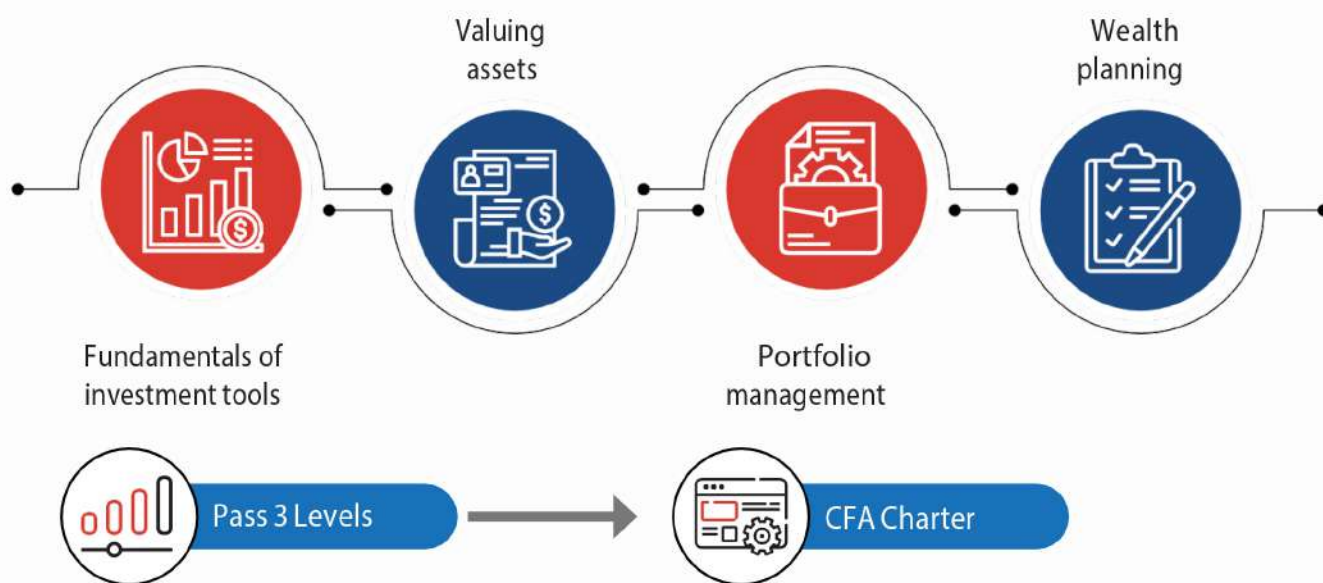 Valuing
assets
Wealth
planning
Fundamentals of
investment tools
Portfolio
management
Pass 3 Levels
CFA Charter